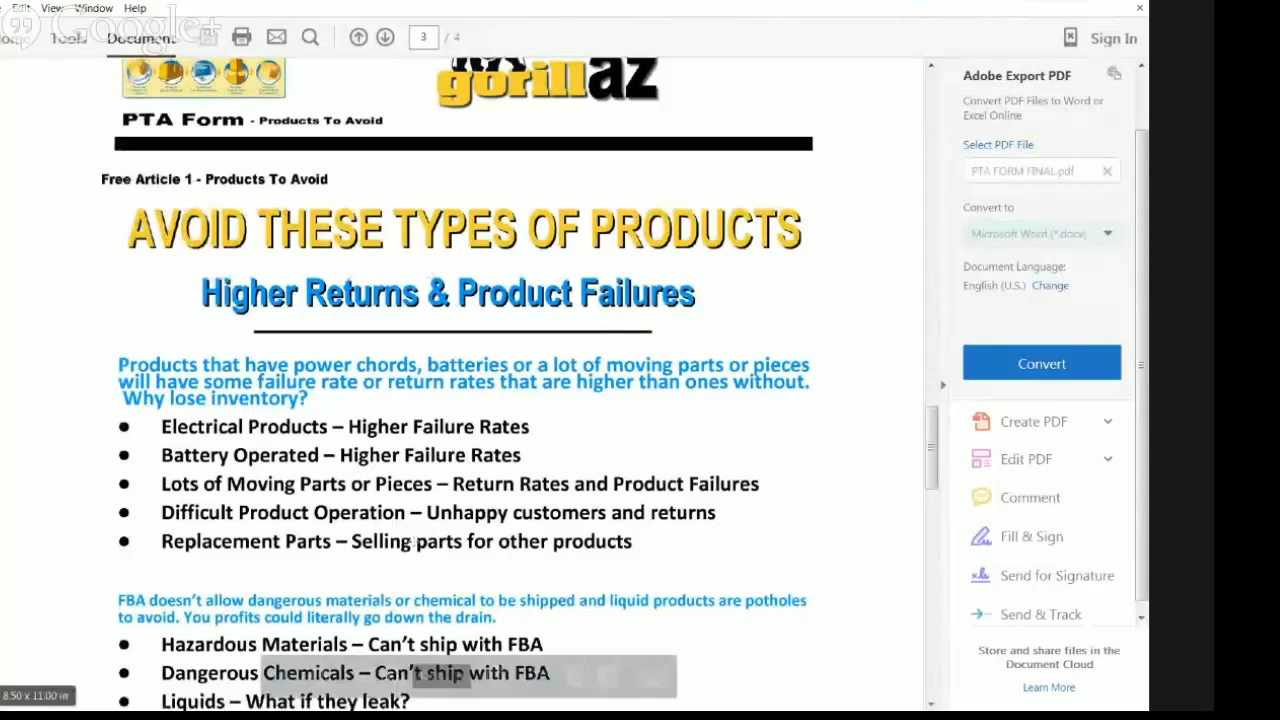 Edit View Window Help
Google+
Tools Document 3 / 4 Sign In
gorillaz
PTA Form - Products To Avoid
Free Article 1 - Products To Avoid
AVOID THESE TYPES OF PRODUCTS
Higher Returns & Product Failures
Products that have power chords, batteries or a lot of moving parts or pieces
will have some failure rate or return rates that are higher than ones without.
Why lose inventory?
● Electrical Products – Higher Failure Rates
● Battery Operated – Higher Failure Rates
● Lots of Moving Parts or Pieces – Return Rates and Product Failures
● Difficult Product Operation – Unhappy customers and returns
● Replacement Parts – Selling parts for other products
FBA doesn't allow dangerous materials or chemical to be shipped and liquid products are potholes
to avoid. You profits could literally go down the drain.
● Hazardous Materials – Can't ship with FBA
● Dangerous Chemicals – Can't ship with FBA
● Liquids – What if they leak?
8.50 x 11.00 in
Adobe Export PDF
Convert PDF Files to Word or
Excel Online
Select PDF File
PTA FORM FINAL.pdf
Convert to
Microsoft Word (*.docx)
Document Language:
English (U.S.) Change
Convert
Create PDF
Edit PDF
Comment
Fill & Sign
Send for Signature
Send & Track
Store and share files in the
Document Cloud
Learn More